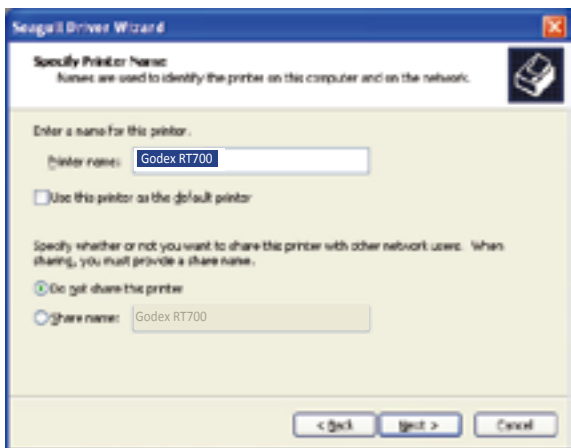 Seagull Driver Wizard
Specify Printer Name
Names are used to identify the printer on this computer and on the network.
Enter a name for this printer.
Printer name: Godex RT700
Use this printer as the default printer
Specify whether or not you want to share this printer with other network users. When
sharing, you must provide a share name.
Do not share this printer
Share name: Godex RT700
< Back Next > Cancel